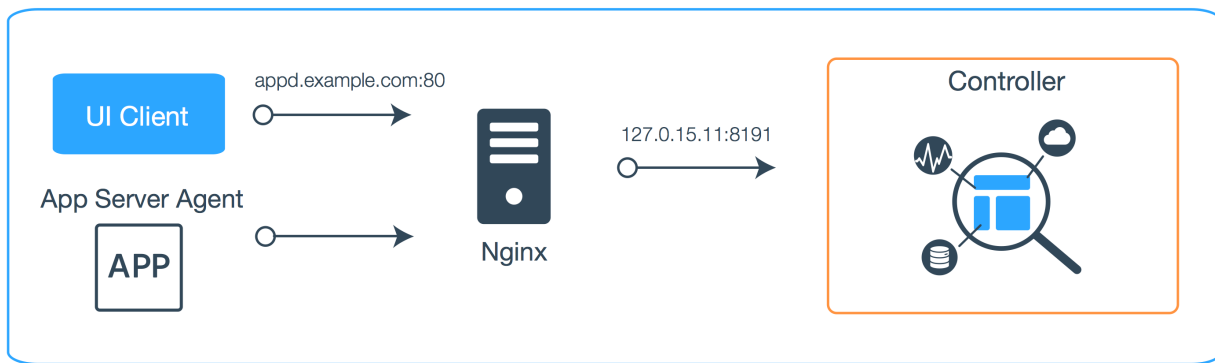 appd.example.com:80
UI Client
Controller
127.0.15.11:8191
App Server Agent
APP
Nginx